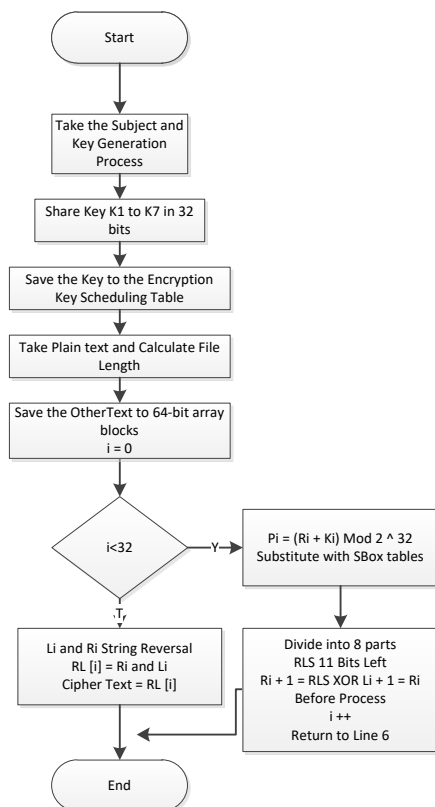 Start
Take the Subject and
Key Generation
Process
Share Key K1 to K7 in 32
bits
Save the Key to the Encryption
Key Scheduling Table
Take Plain text and Calculate File
Length
Save the OtherText to 64-bit array
blocks
i = 0
i<32
Y
Pi = (Ri + Ki) Mod 2 ^ 32
Substitute with SBox tables
T
Li and Ri String Reversal
RL [i] = Ri and Li
Cipher Text = RL [i]
Divide into 8 parts
RLS 11 Bits Left
Ri + 1 = RLS XOR Li + 1 = Ri
Before Process
i ++
Return to Line 6
End